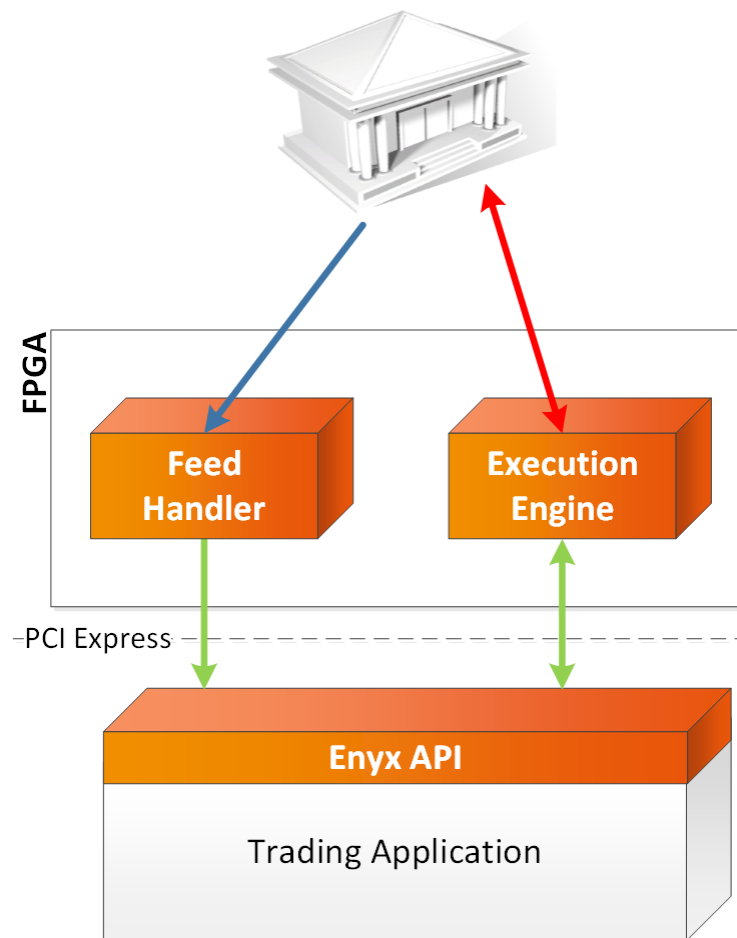 FPGA
Feed
Handler
Execution
Engine
PCI Express
Enyx API
Trading Application